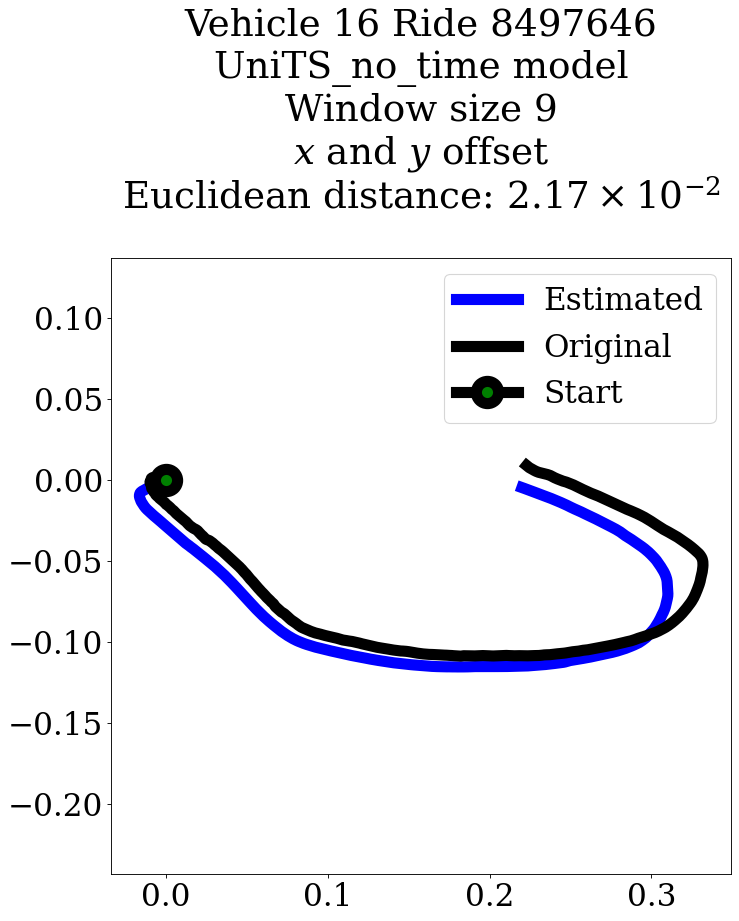 Vehicle 16 Ride 8497646
UniTS_no_time model
Window size 9
x and y offset
Euclidean distance: 2.17 × 10⁻²
Estimated
Original
Start
0.10
0.05
0.00
−0.05
−0.10
−0.15
−0.20
0.0 0.1 0.2 0.3